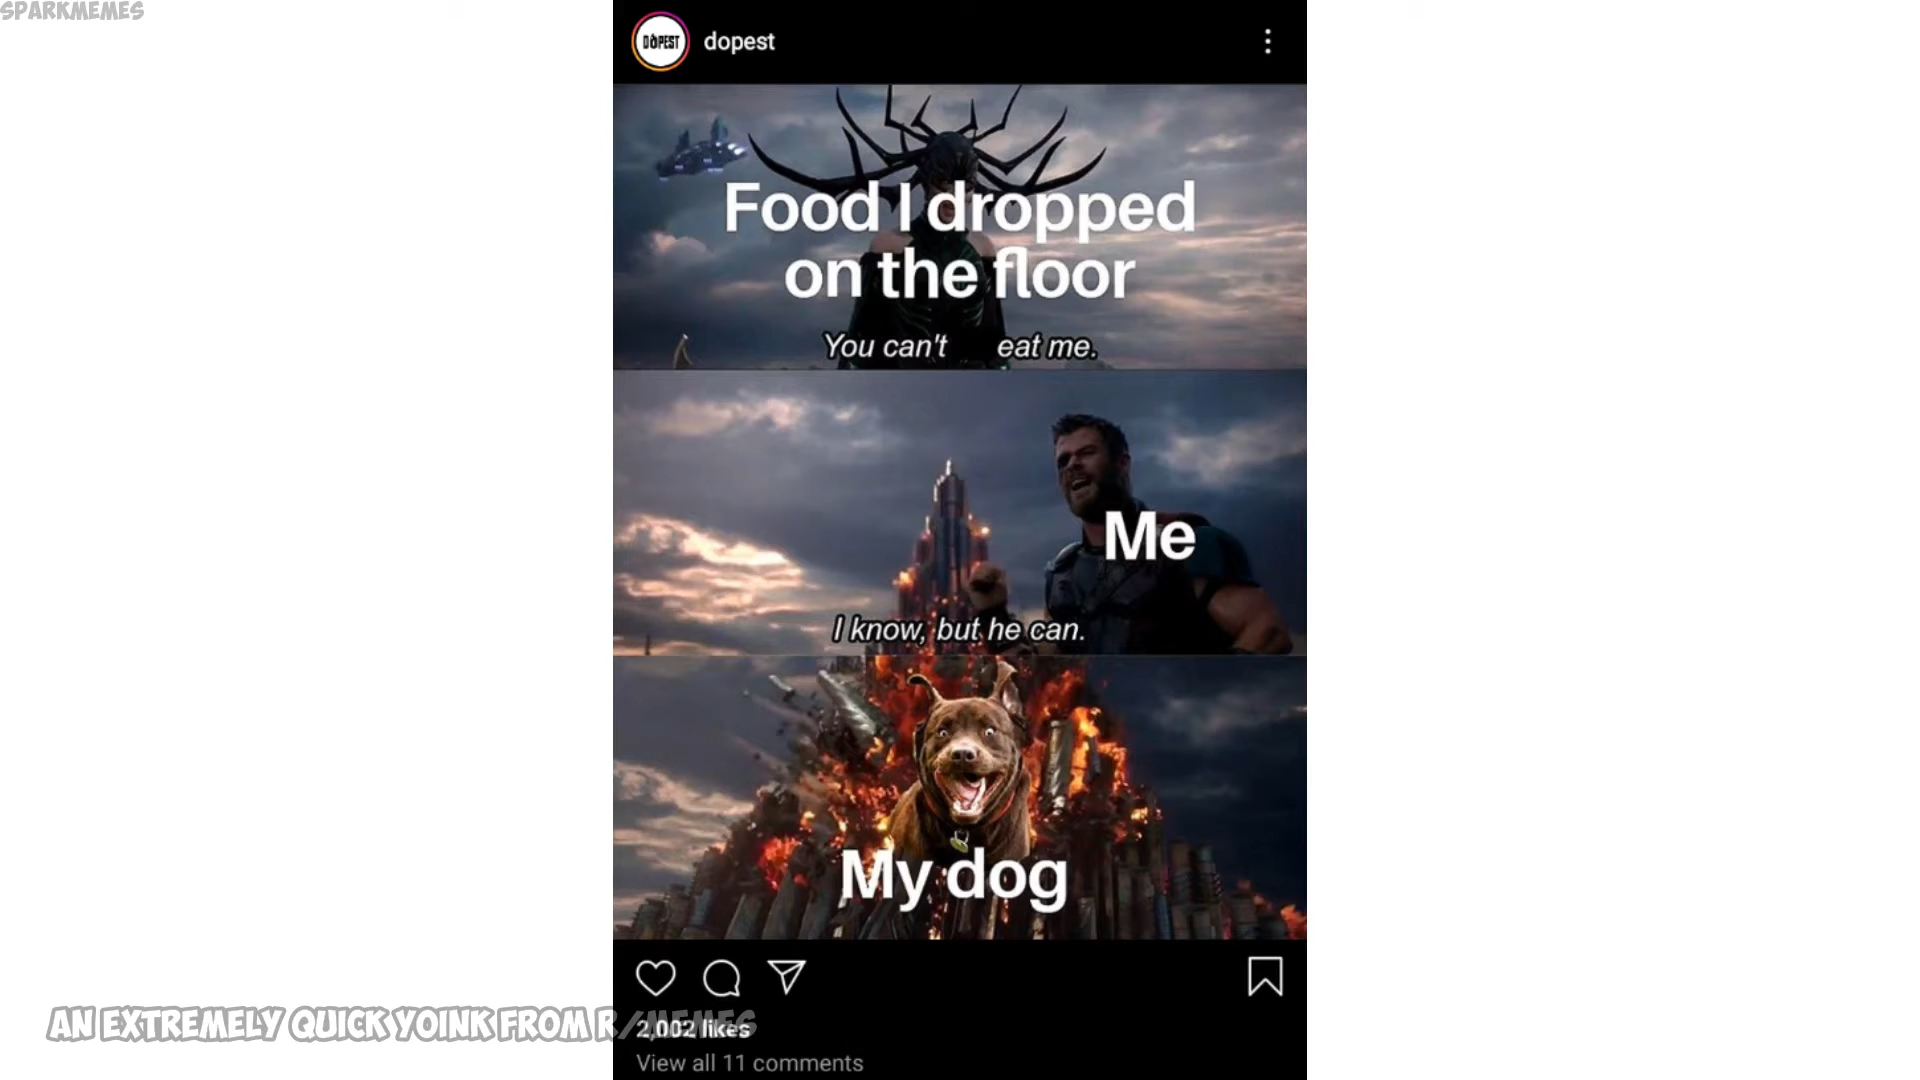 SPARKMEMES
DOPEST
dopest
Food I dropped
on the floor
You can't eat me.
Me
I know, but he can.
My dog
AN EXTREMELY QUICK YOINK FROM R/MEMES
2,002 likes
View all 11 comments